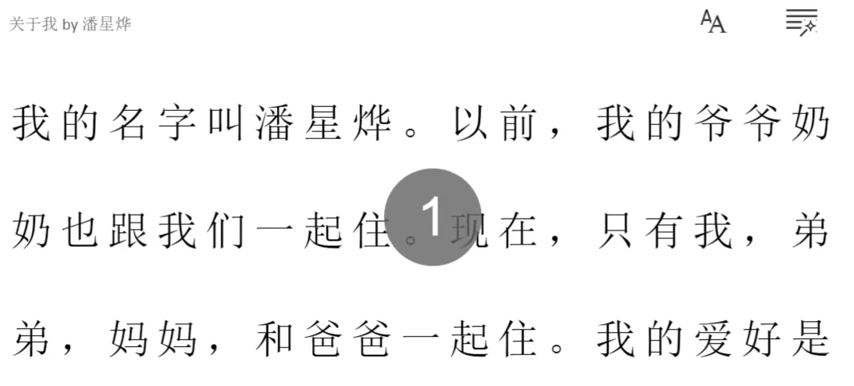 关于我 by 潘星烨
AA
我的名字叫潘星烨。以前，我的爷爷奶
奶也跟我们一起住。现在，只有我，弟
1
弟，妈妈，和爸爸一起住。我的爱好是